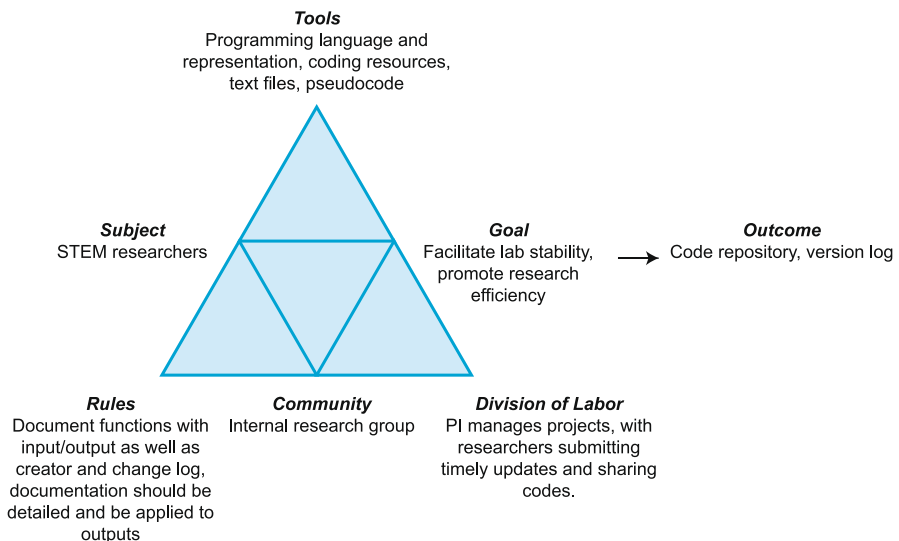 Tools
Programming language and
representation, coding resources,
text files, pseudocode
Subject
STEM researchers
Goal
Facilitate lab stability,
promote research
efficiency
Outcome
Code repository, version log
Rules
Document functions with
input/output as well as
creator and change log,
documentation should be
detailed and be applied to
outputs
Community
Internal research group
Division of Labor
PI manages projects, with
researchers submitting
timely updates and sharing
codes.